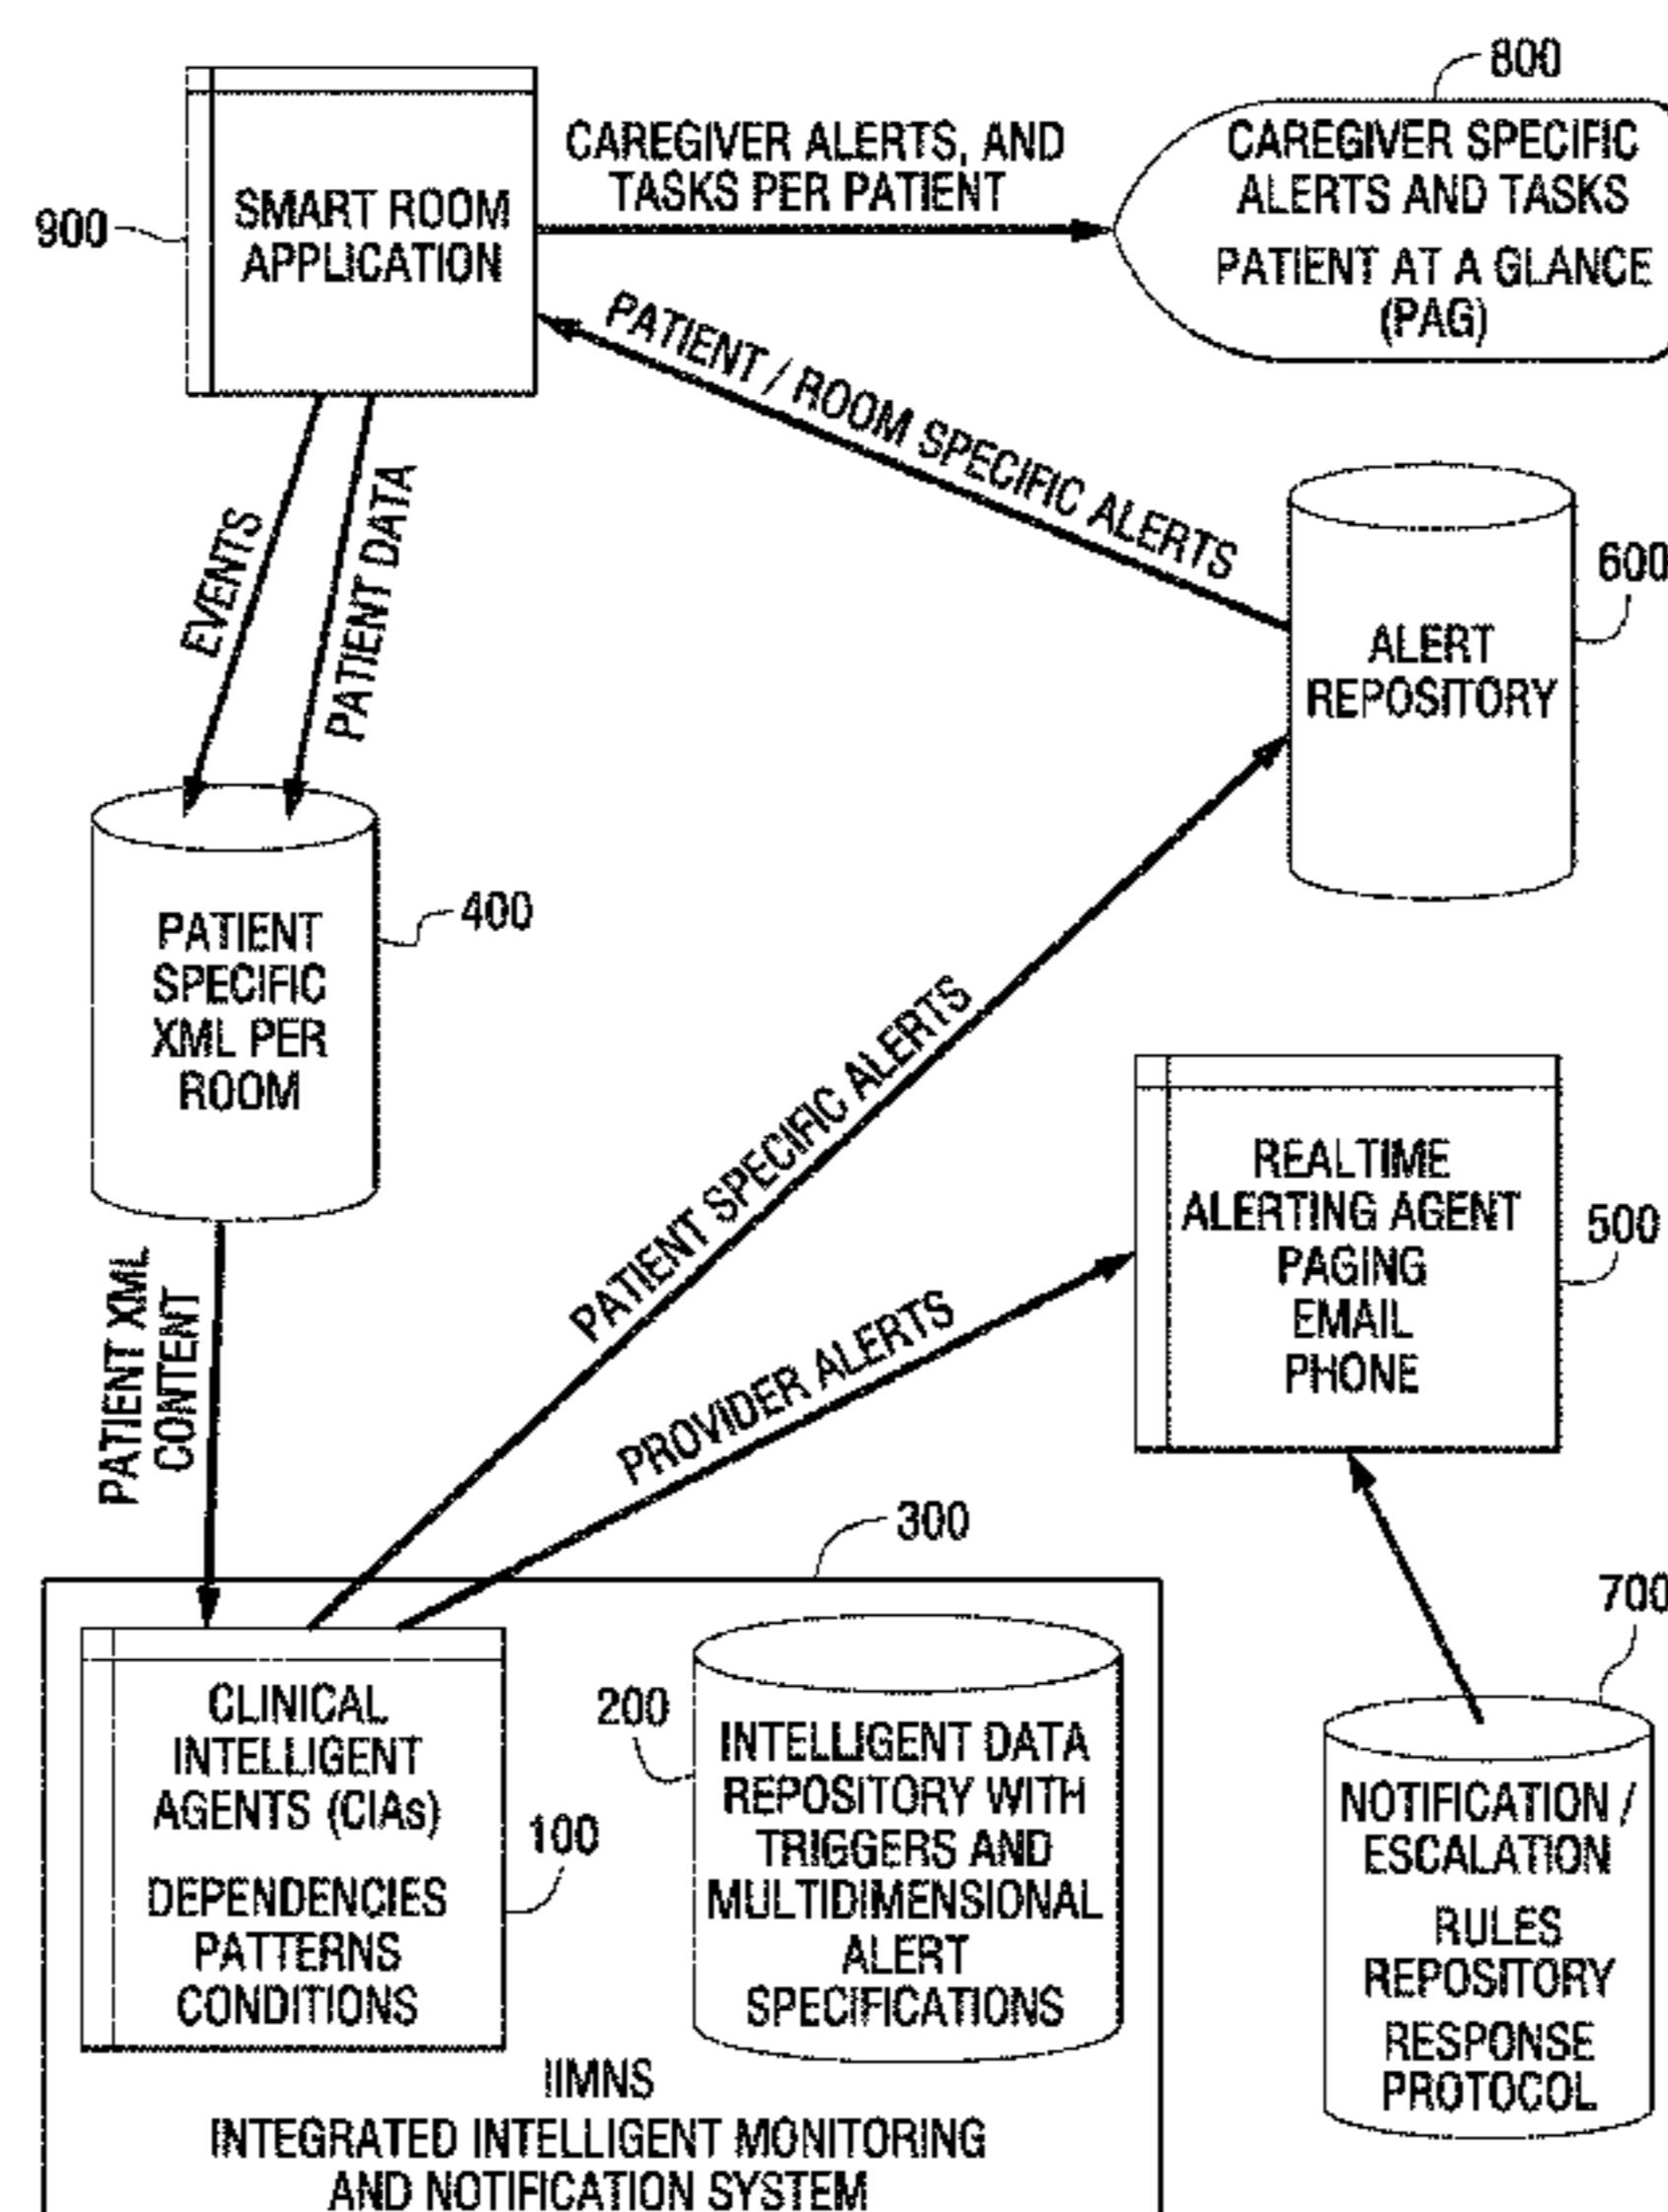 800
CAREGIVER ALERTS, AND
TASKS PER PATIENT
CAREGIVER SPECIFIC
ALERTS AND TASKS
PATIENT AT A GLANCE
(PAG)
900
SMART ROOM
APPLICATION
PATIENT / ROOM SPECIFIC ALERTS
EVENTS
PATIENT DATA
600
ALERT
REPOSITORY
400
PATIENT
SPECIFIC
XML PER
ROOM
PATIENT SPECIFIC ALERTS
REALTIME
ALERTING AGENT
PAGING
EMAIL
PHONE
500
PATIENT XML
CONTENT
PROVIDER ALERTS
300
700
CLINICAL
INTELLIGENT
AGENTS (CIAs)
DEPENDENCIES
PATTERNS
CONDITIONS
100
200
INTELLIGENT DATA
REPOSITORY WITH
TRIGGERS AND
MULTIDIMENSIONAL
ALERT
SPECIFICATIONS
NOTIFICATION /
ESCALATION
RULES
REPOSITORY
RESPONSE
PROTOCOL
IIMNS
INTEGRATED INTELLIGENT MONITORING
AND NOTIFICATION SYSTEM